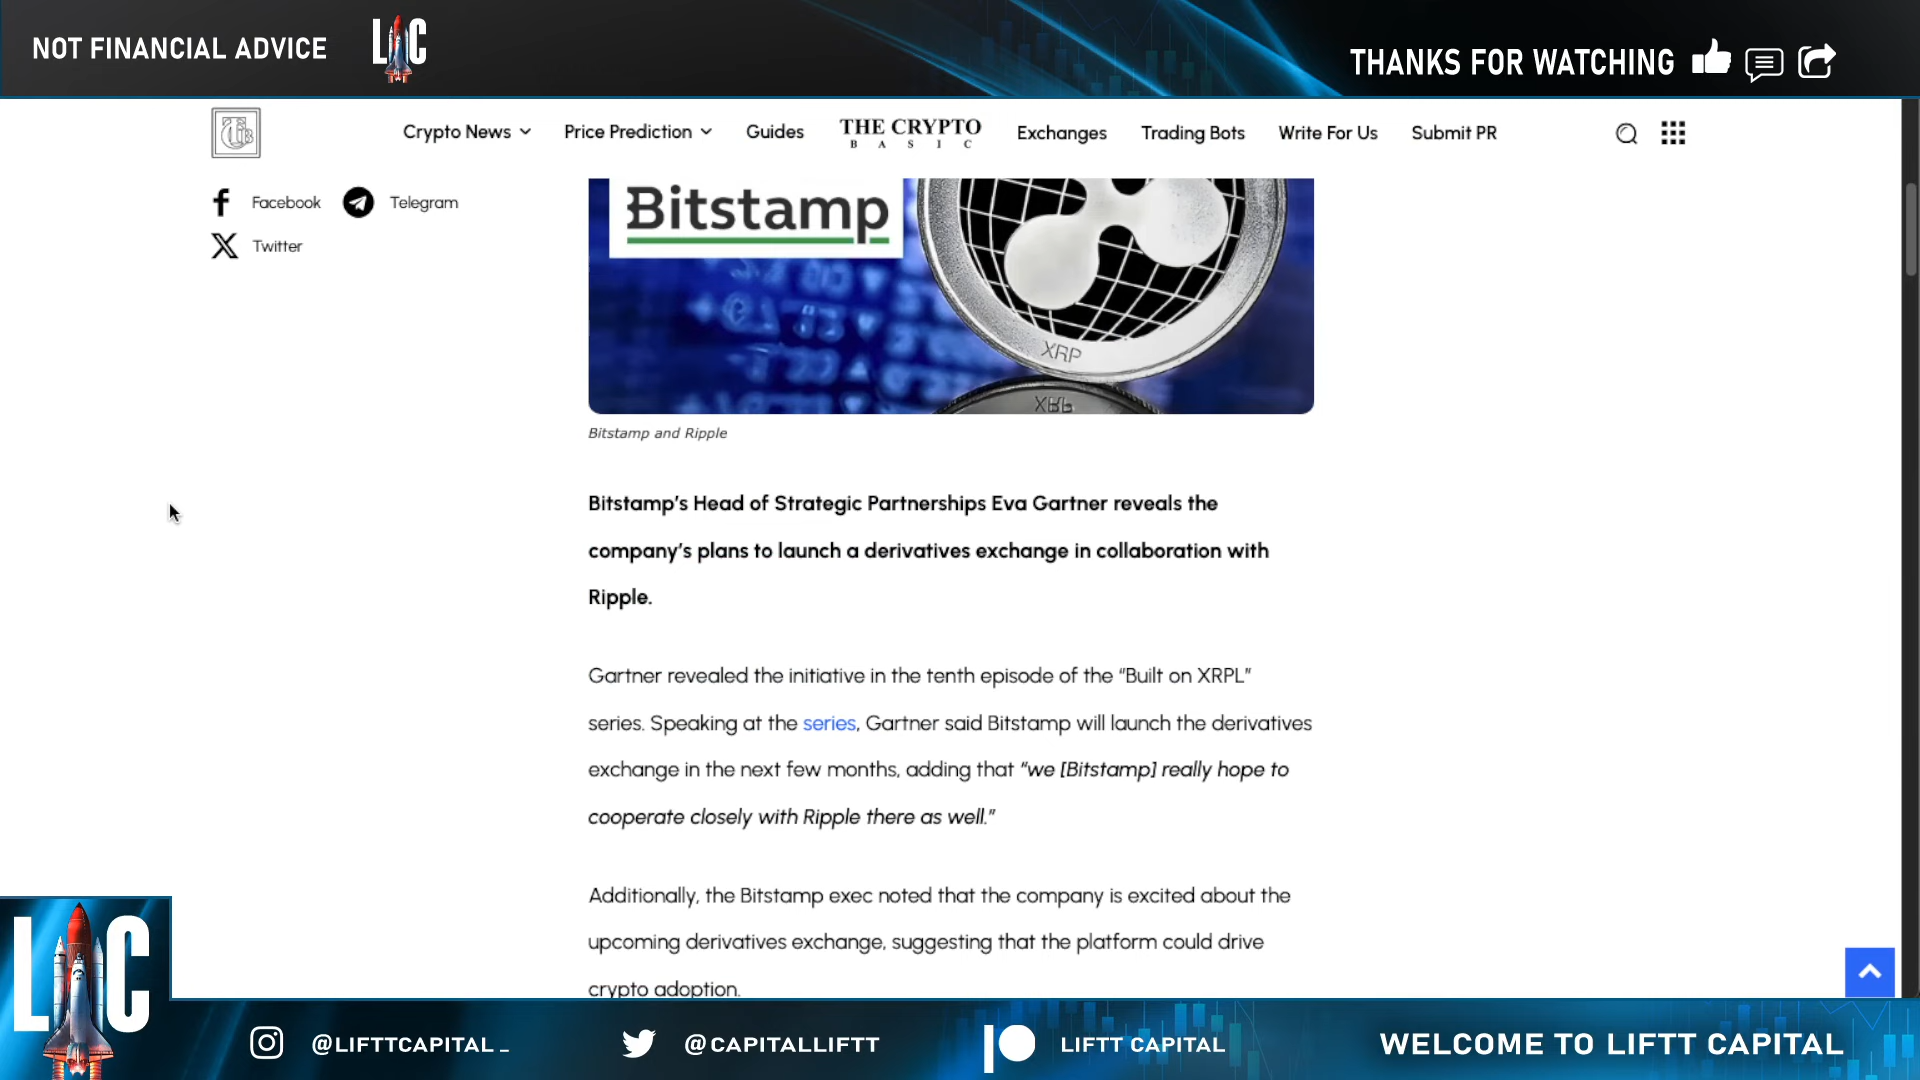 NOT FINANCIAL ADVICE
LC
THANKS FOR WATCHING
Crypto News
Price Prediction
Guides
THE CRYPTO
BASIC
Exchanges
Trading Bots
Write For Us
Submit PR
Facebook
Telegram
Twitter
Bitstamp
XRP
XRP
Bitstamp and Ripple
Bitstamp’s Head of Strategic Partnerships Eva Gartner reveals the
company’s plans to launch a derivatives exchange in collaboration with
Ripple.
Gartner revealed the initiative in the tenth episode of the “Built on XRPL”
series. Speaking at the series, Gartner said Bitstamp will launch the derivatives
exchange in the next few months, adding that “we [Bitstamp] really hope to
cooperate closely with Ripple there as well.”
Additionally, the Bitstamp exec noted that the company is excited about the
upcoming derivatives exchange, suggesting that the platform could drive
crypto adoption.
LC
@LIFTTCAPITAL_
@CAPITALLIFTT
LIFTT CAPITAL
WELCOME TO LIFTT CAPITAL